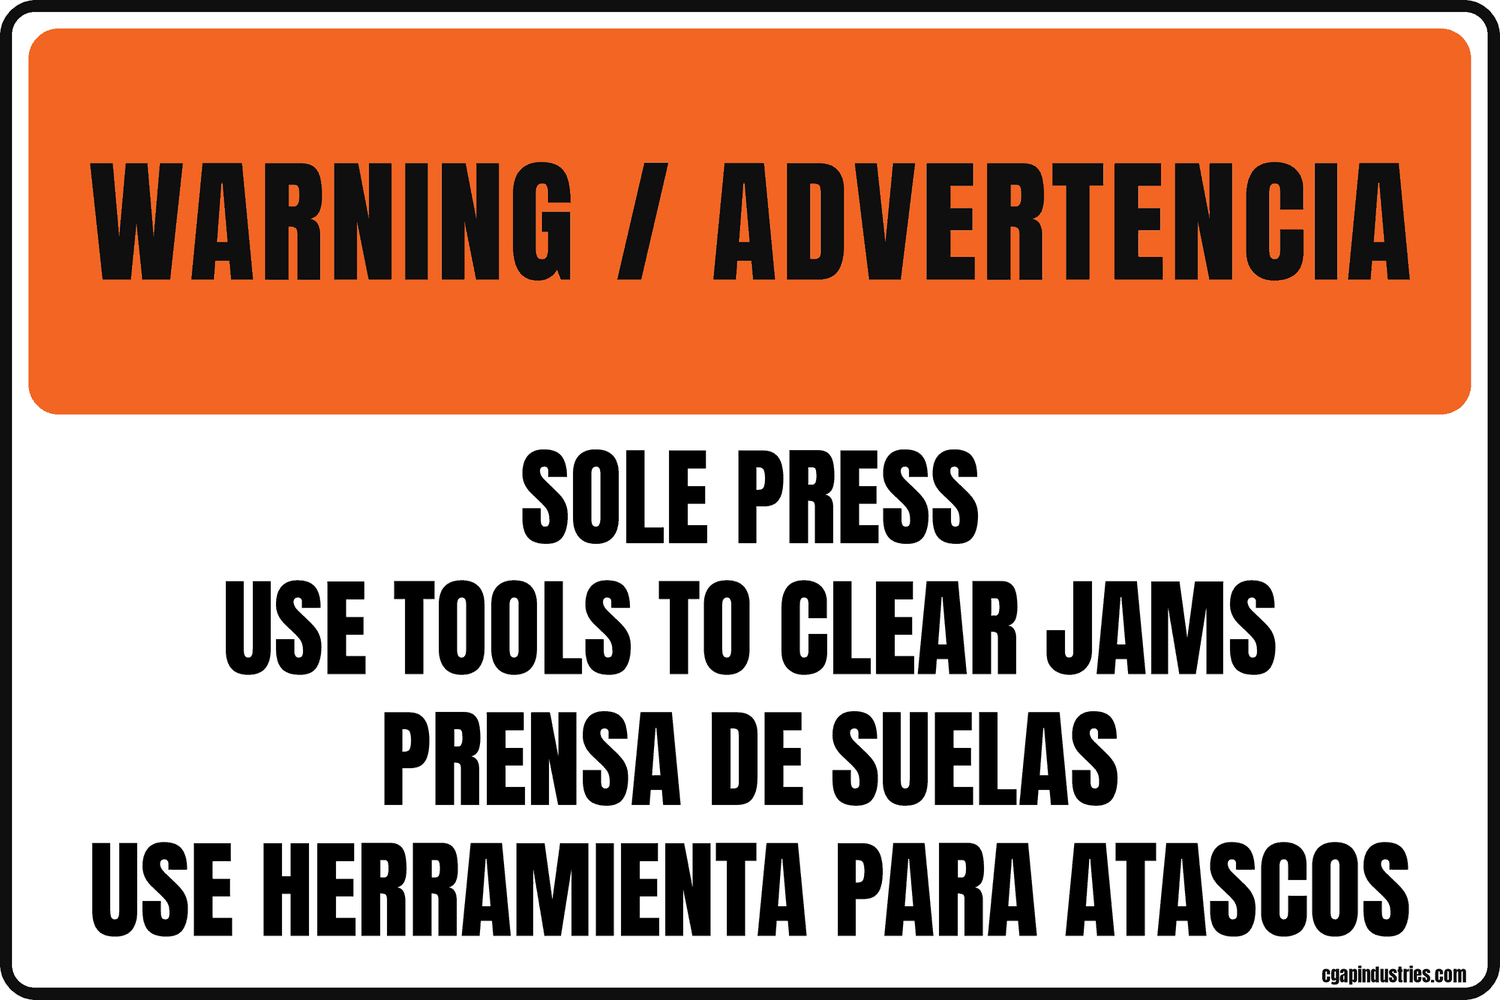 WARNING / ADVERTENCIA
SOLE PRESS
USE TOOLS TO CLEAR JAMS
PRENSA DE SUELAS
USE HERRAMIENTA PARA ATASCOS
cgapindustries.com